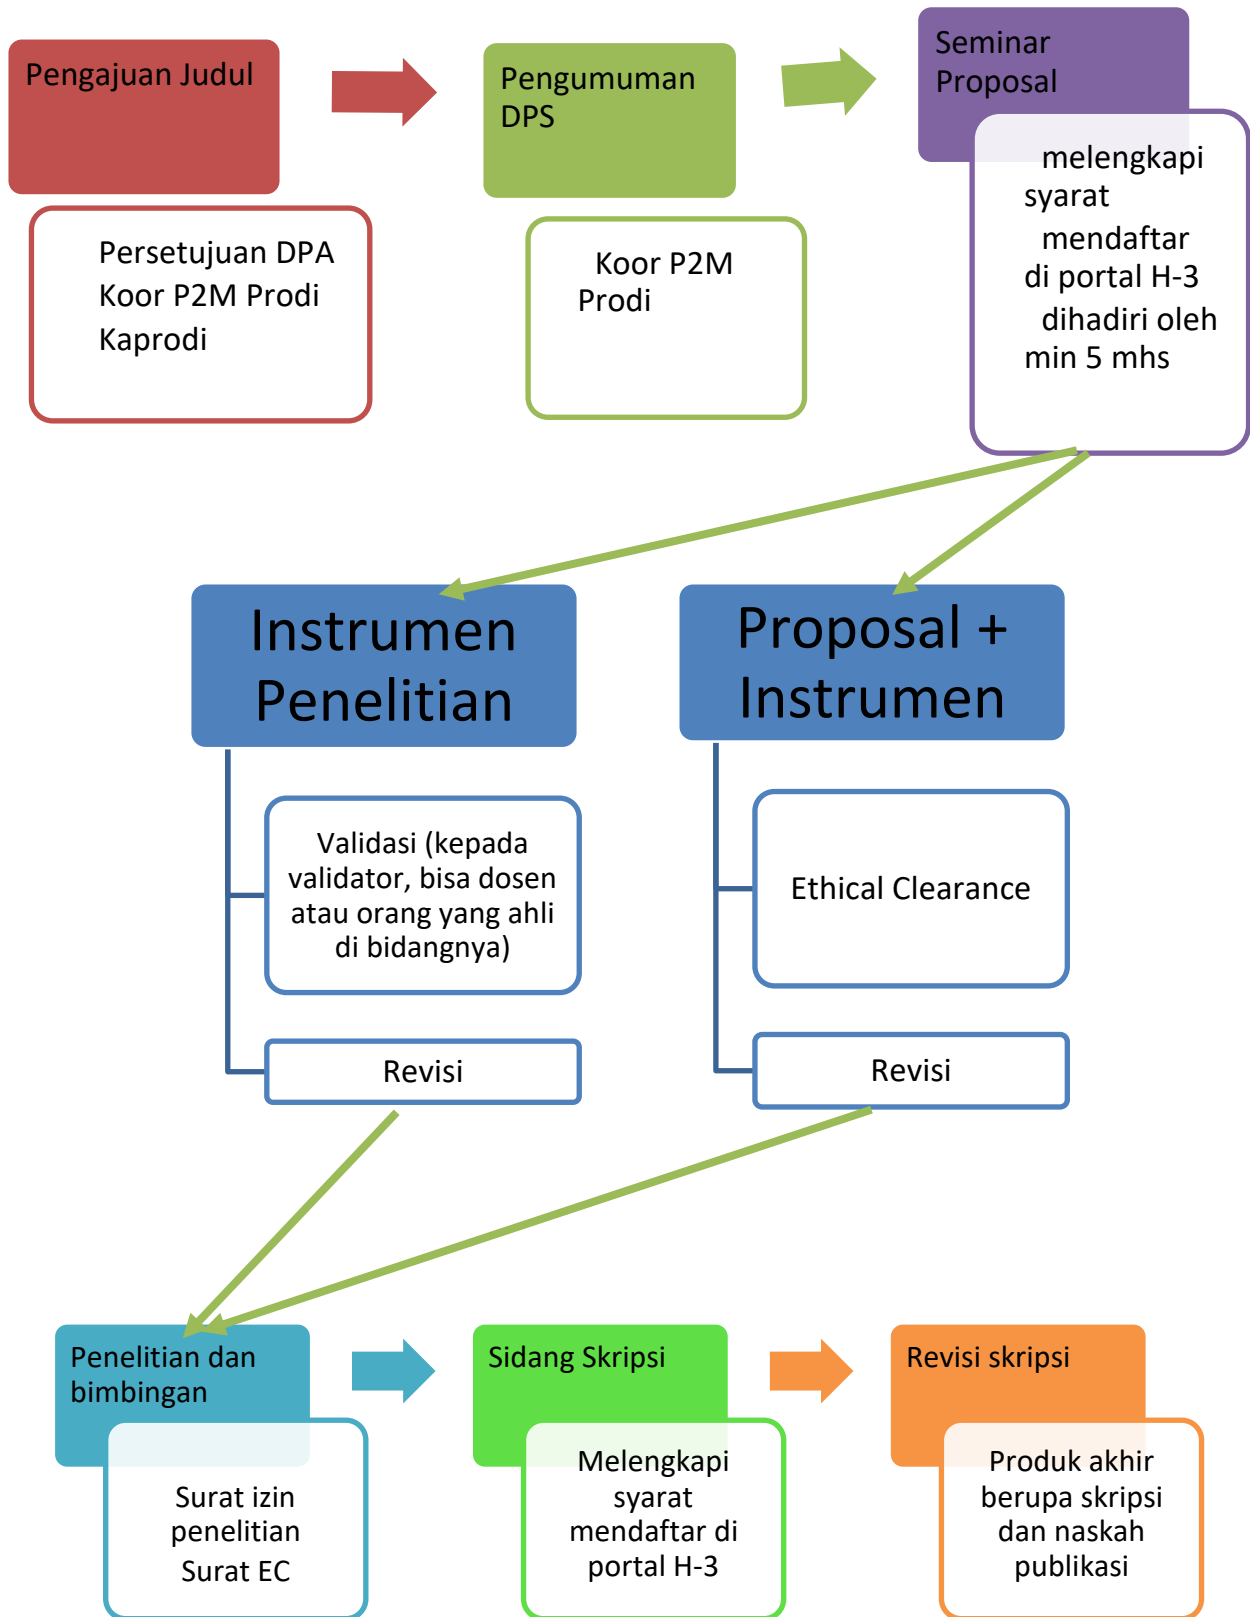 Pengajuan Judul
Persetujuan DPA
Koor P2M Prodi
Kaprodi
Pengumuman
DPS
Koor P2M
Prodi
Seminar
Proposal
melengkapi
syarat
mendaftar
di portal H-3
dihadiri oleh
min 5 mhs
Instrumen
Penelitian
Validasi (kepada
validator, bisa dosen
atau orang yang ahli
di bidangnya)
Revisi
Proposal +
Instrumen
Ethical Clearance
Revisi
Penelitian dan
bimbingan
Surat izin
penelitian
Surat EC
Sidang Skripsi
Melengkapi
syarat
mendaftar di
portal H-3
Revisi skripsi
Produk akhir
berupa skripsi
dan naskah
publikasi